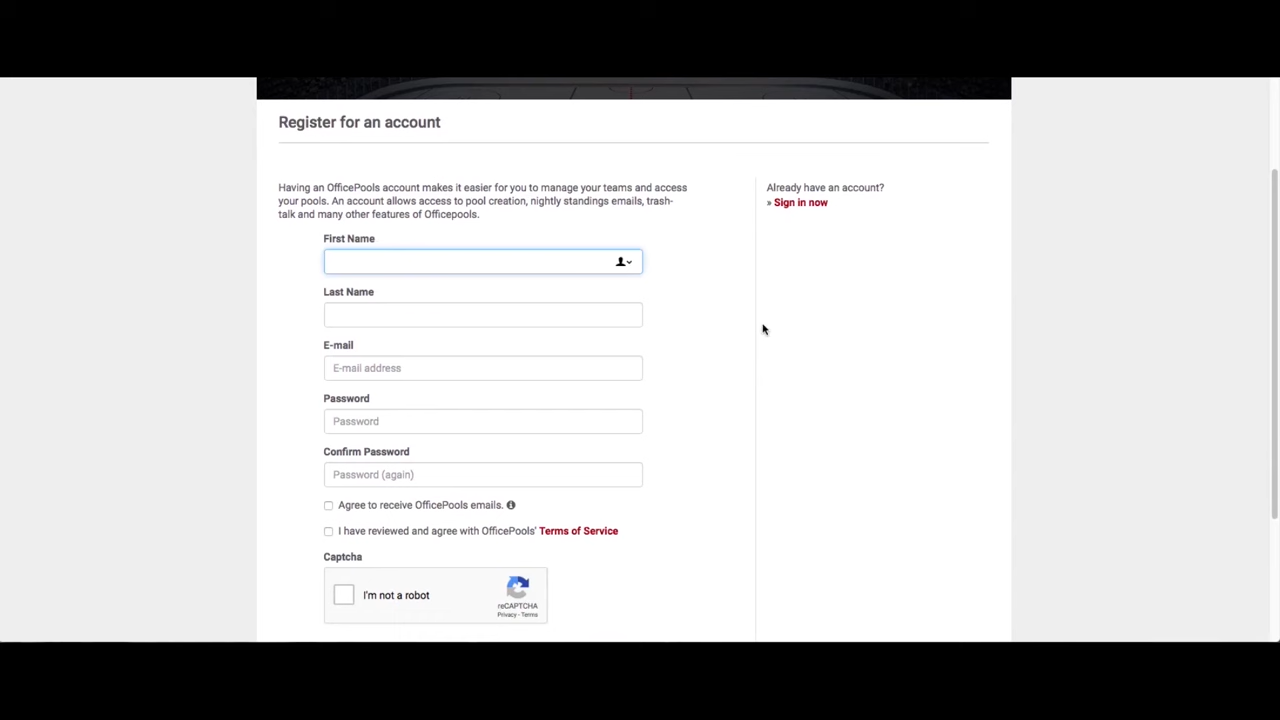 Register for an account
Having an OfficePools account makes it easier for you to manage your teams and access
your pools. An account allows access to pool creation, nightly standings emails, trash-
talk and many other features of Officepools.
Already have an account?
» Sign in now
First Name
Last Name
E-mail
E-mail address
Password
Password
Confirm Password
Password (again)
Agree to receive OfficePools emails.
I have reviewed and agree with OfficePools' Terms of Service
Captcha
I'm not a robot
reCAPTCHA
Privacy - Terms